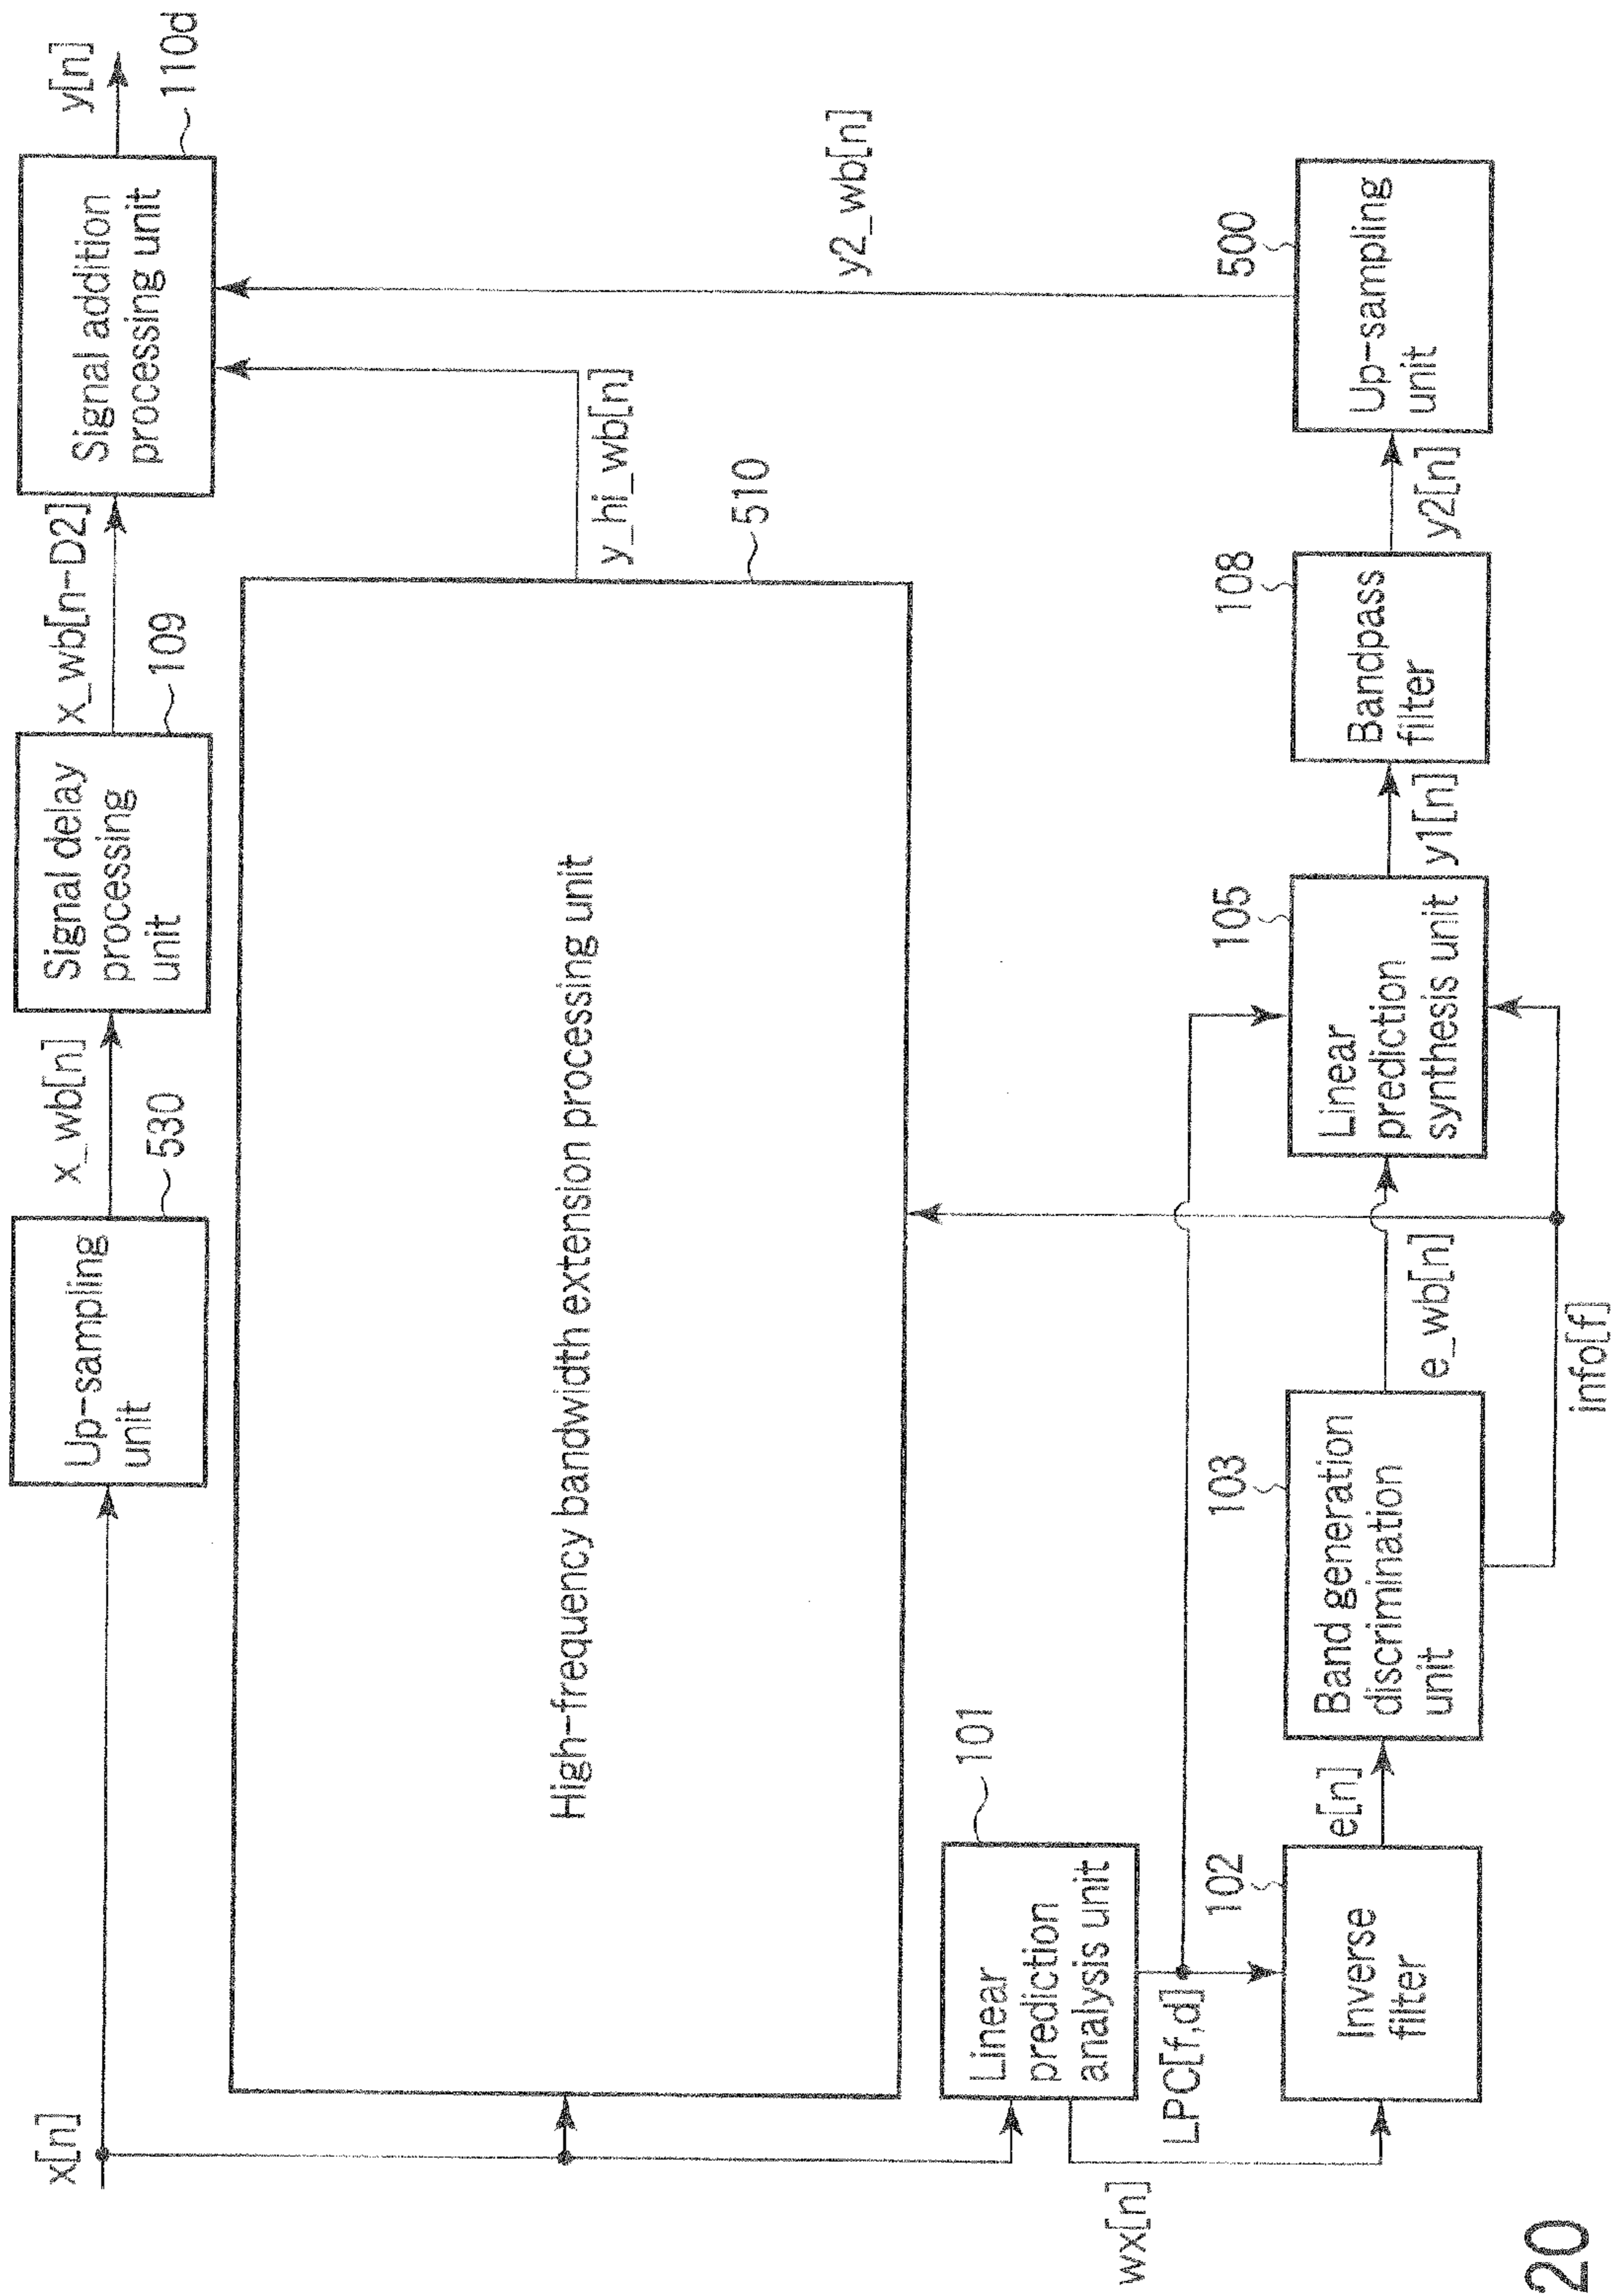 x[n]
Up-sampling
unit
530
x_wb[n]
Signal delay
processing
unit
109
x_wb[n-D2]
Signal addition
processing unit
110d
y[n]
High-frequency bandwidth extension processing unit
510
y_hi_wb[n]
y2_wb[n]
Linear
prediction
analysis unit
101
wx[n]
LPC[f,d]
Inverse
filter
102
e[n]
Band generation
discrimination
unit
103
e_wb[n]
info[f]
Linear
prediction
synthesis unit
105
y1[n]
Bandpass
filter
108
y2[n]
Up-sampling
unit
500
20